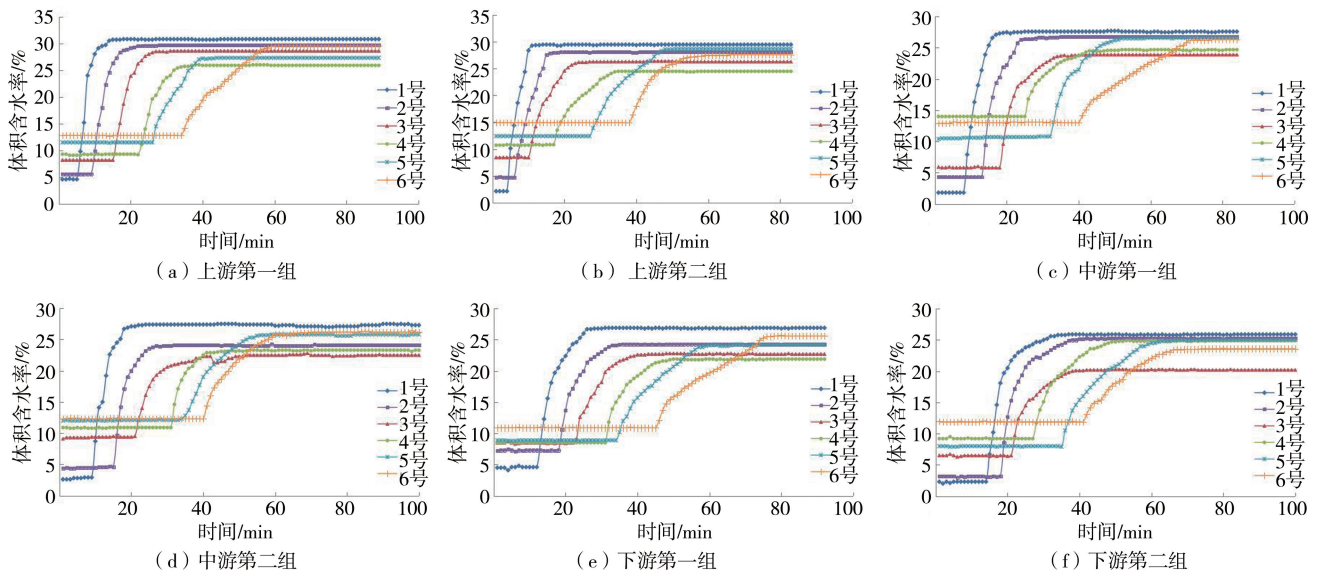 体积含水率/%
35
30
25
20
15
10
5
0
20
40
60
80
100
时间/min
1号
2号
3号
4号
5号
6号
(a)上游第一组
体积含水率/%
35
30
25
20
15
10
5
0
20
40
60
80
100
时间/min
1号
2号
3号
4号
5号
6号
(b) 上游第二组
体积含水率/%
30
25
20
15
10
5
0
20
40
60
80
100
时间/min
1号
2号
3号
4号
5号
6号
(c)中游第一组
体积含水率/%
30
25
20
15
10
5
0
20
40
60
80
100
时间/min
1号
2号
3号
4号
5号
6号
(d)中游第二组
体积含水率/%
30
25
20
15
10
5
0
20
40
60
80
100
时间/min
1号
2号
3号
4号
5号
6号
(e)下游第一组
体积含水率/%
30
25
20
15
10
5
0
20
40
60
80
100
时间/min
1号
2号
3号
4号
5号
6号
(f)下游第二组